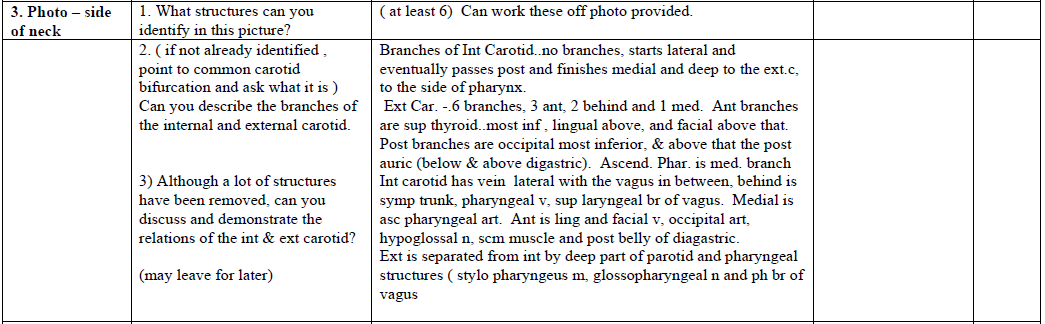 3. Photo – side
of neck
1. What structures can you
identify in this picture?
( at least 6)  Can work these off photo provided.
2. ( if not already identified ,
point to common carotid
bifurcation and ask what it is )
Can you describe the branches of
the internal and external carotid.
3) Although a lot of structures
have been removed, can you
discuss and demonstrate the
relations of the int & ext carotid?
(may leave for later)
Branches of Int Carotid..no branches, starts lateral and
eventually passes post and finishes medial and deep to the ext.c,
to the side of pharynx.
Ext Car. -.6 branches, 3 ant, 2 behind and 1 med.  Ant branches
are sup thyroid..most inf , lingual above, and facial above that.
Post branches are occipital most inferior, & above that the post
auric (below & above digastric).  Ascend. Phar. is med. branch
Int carotid has vein  lateral with the vagus in between, behind is
symp trunk, pharyngeal v, sup laryngeal br of vagus.  Medial is
asc pharyngeal art.  Ant is ling and facial v, occipital art,
hypoglossal n, scm muscle and post belly of diagastric.
Ext is separated from int by deep part of parotid and pharyngeal
structures ( stylo pharyngeus m, glossopharyngeal n and ph br of
vagus